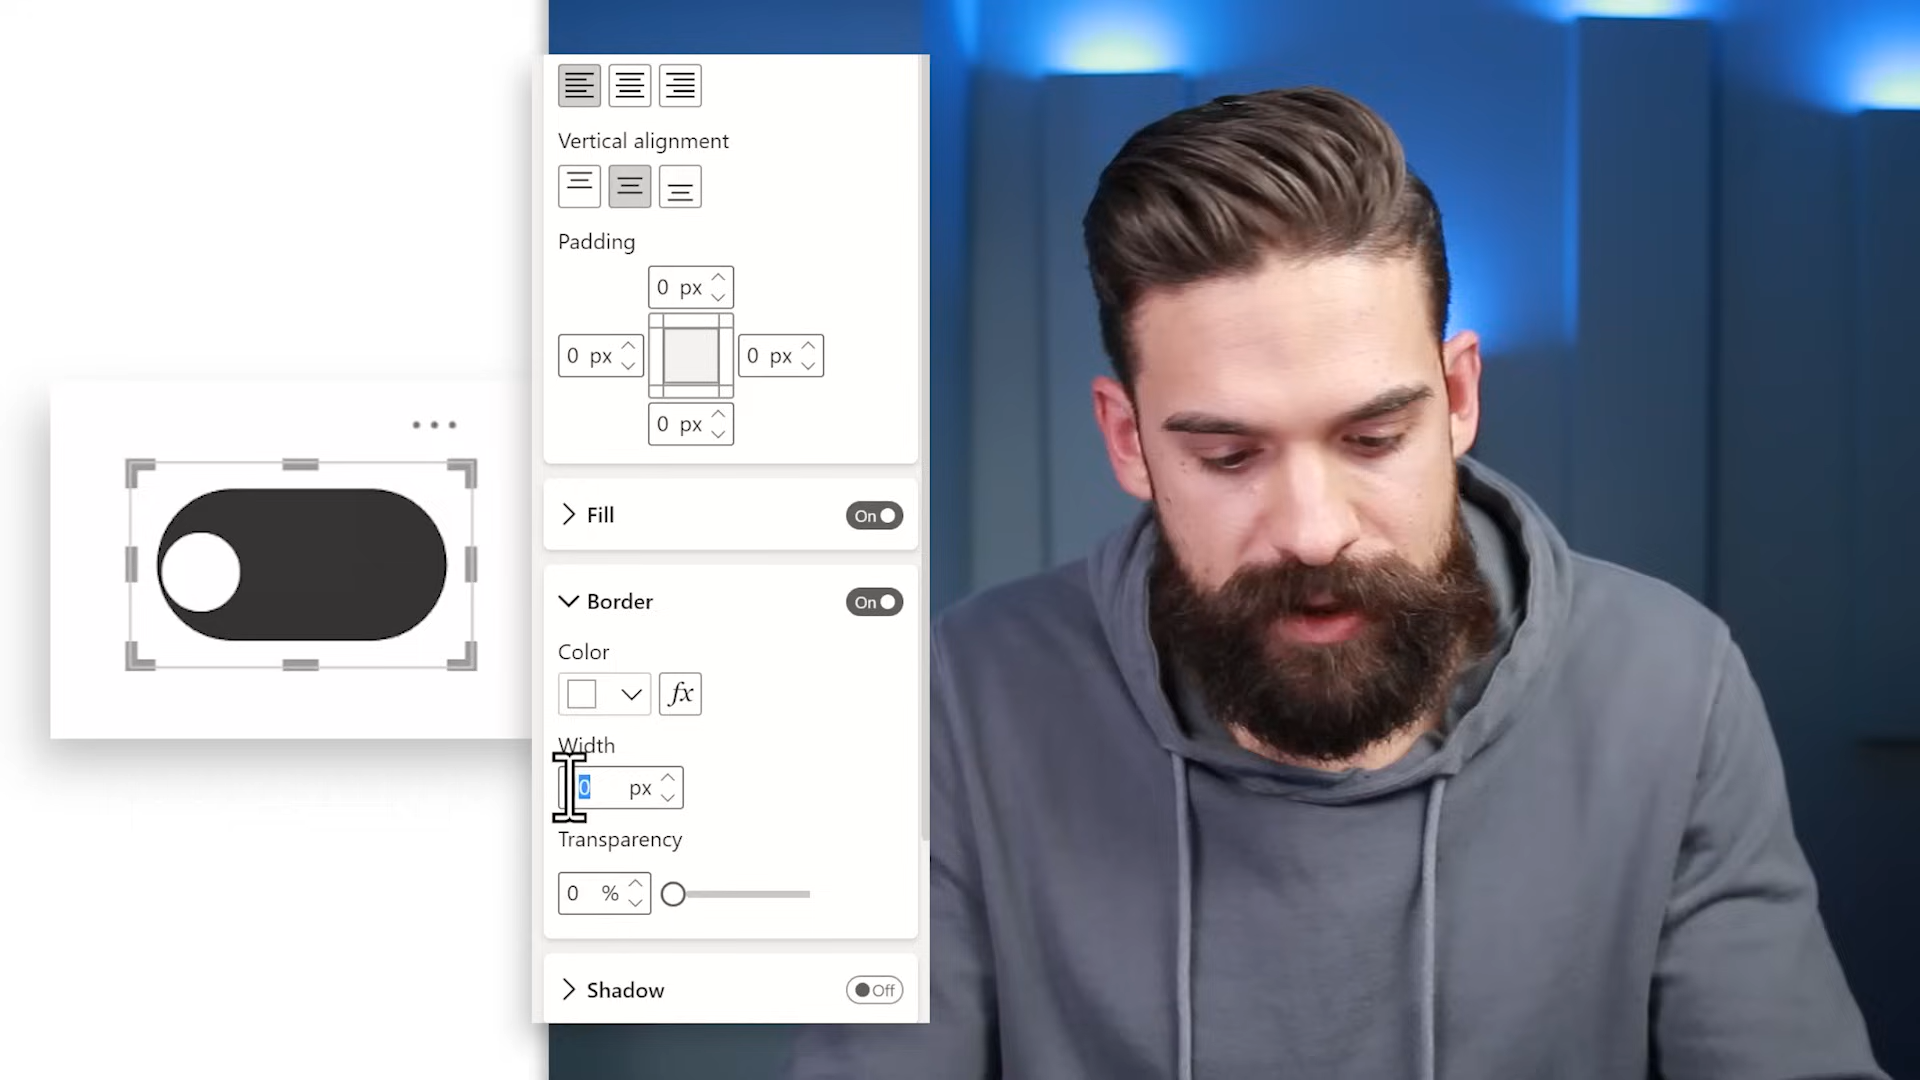 Vertical alignment
Padding
0 px
0 px
0 px
0 px
Fill
On
Border
On
Color
fx
Width
0 px
Transparency
0 %
Shadow
Off